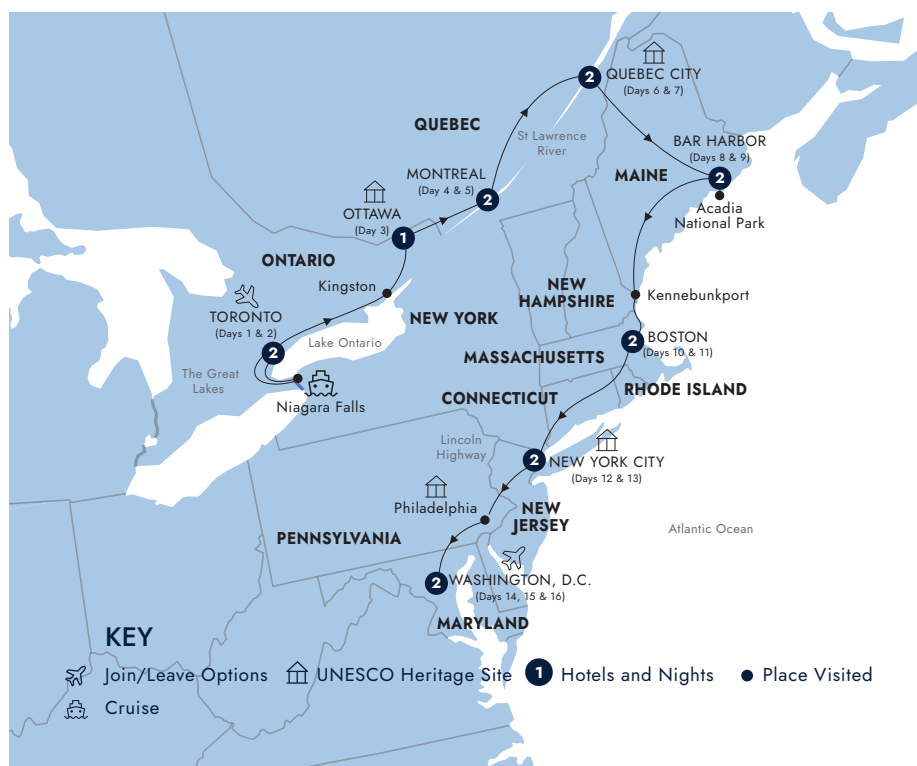 2
QUEBEC CITY
(Days 6 & 7)
QUEBEC
St Lawrence
River
BAR HARBOR
(Days 8 & 9)
2
MONTREAL
(Day 4 & 5)
2
MAINE
Acadia
National Park
OTTAWA
(Day 3)
1
ONTARIO
Kingston
NEW
HAMPSHIRE
Kennebunkport
TORONTO
(Days 1 & 2)
2
NEW YORK
Lake Ontario
2
BOSTON
(Days 10 & 11)
MASSACHUSETTS
The Great
Lakes
Niagara Falls
CONNECTICUT
RHODE ISLAND
Lincoln
Highway
2
NEW YORK CITY
(Days 12 & 13)
Philadelphia
NEW
JERSEY
Atlantic Ocean
PENNSYLVANIA
2
WASHINGTON, D.C.
(Days 14, 15 & 16)
MARYLAND
KEY
Join/Leave Options
UNESCO Heritage Site
1
Hotels and Nights
Place Visited
Cruise